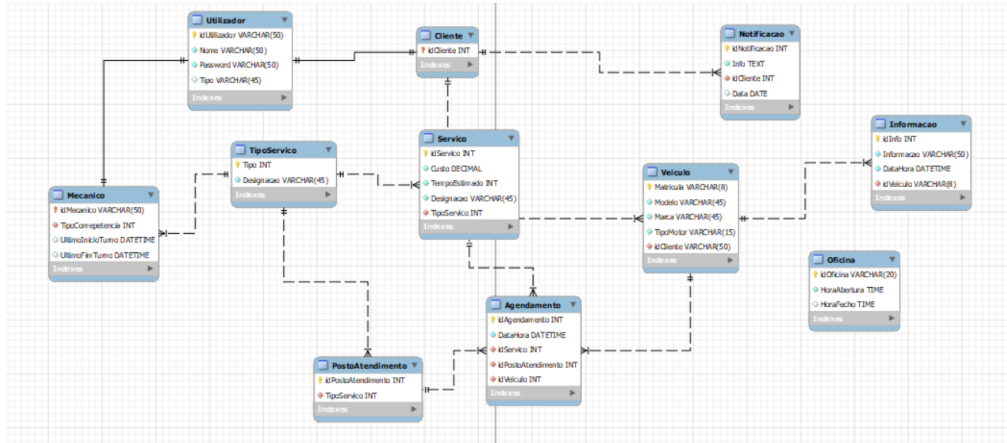 Utilizador
idUtilizador VARCHAR(50)
Nome VARCHAR(50)
Password VARCHAR(50)
Tipo VARCHAR(45)
Indexes
Cliente
idCliente INT
Indexes
Notificacao
idNotificacao INT
Info TEXT
idCliente INT
Data DATE
Indexes
Informacao
idInfo INT
Informacao VARCHAR(50)
DataHora DATETIME
idVeiculo VARCHAR(8)
Indexes
TipoServico
Tipo INT
Designacao VARCHAR(45)
Indexes
Servico
idServico INT
Custo DECIMAL
TempoEstimado INT
Designacao VARCHAR(45)
TipoServico INT
Indexes
Veiculo
Matricula VARCHAR(8)
Modelo VARCHAR(45)
Marca VARCHAR(45)
TipoMotor VARCHAR(15)
idCliente VARCHAR(50)
Indexes
Mecanico
idMecanico VARCHAR(50)
TipoCompetencia INT
UltimoInicioTurno DATETIME
UltimoFimTurno DATETIME
Indexes
Oficina
idOficina VARCHAR(20)
HoraAbertura TIME
HoraFecho TIME
Indexes
Agendamento
idAgendamento INT
DataHora DATETIME
idServico INT
idPostoAtendimento INT
idVeiculo INT
Indexes
PostoAtendimento
idPostoAtendimento INT
TipoServico INT
Indexes